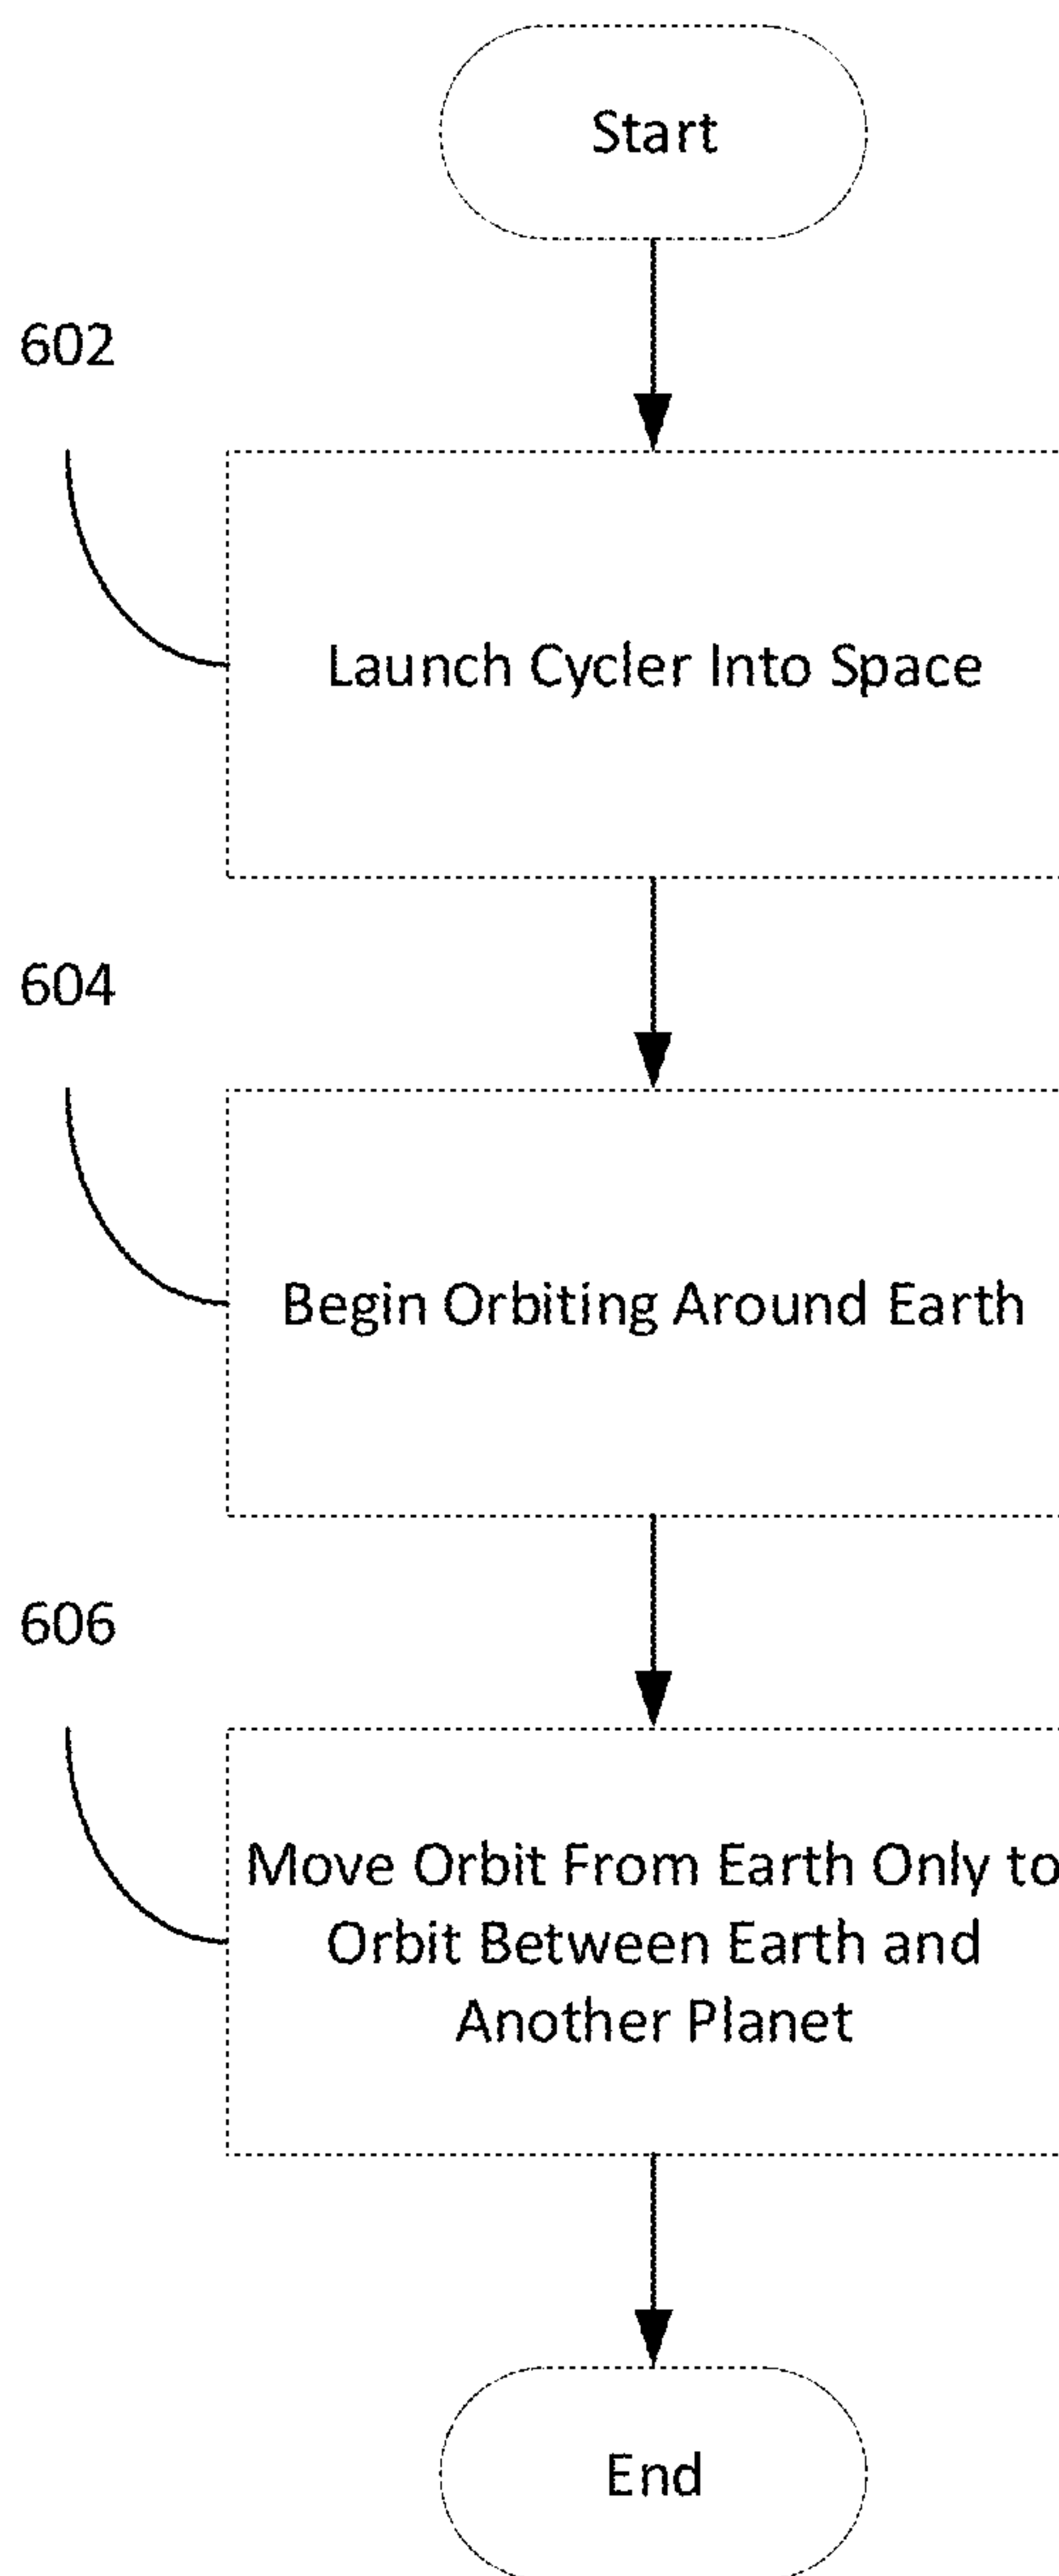 Start
602
Launch Cycler Into Space
604
Begin Orbiting Around Earth
606
Move Orbit From Earth Only to
Orbit Between Earth and
Another Planet
End